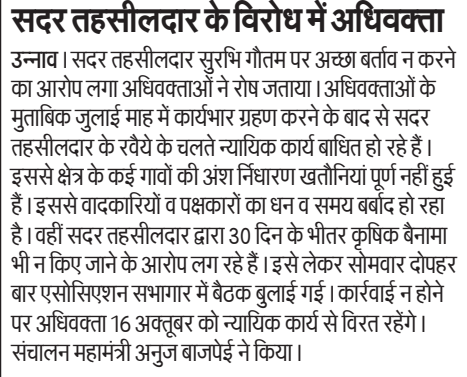 सदर तहसीलदार के विरोध में अधिवक्ता
उन्नाव। सदर तहसीलदार सुरभि गौतम पर अच्छा बर्ताव न करने
का आरोप लगा अधिवक्ताओं ने रोष जताया। अधिवक्ताओं के
मुताबिक जुलाई माह में कार्यभार ग्रहण करने के बाद से सदर
तहसीलदार के रवैये के चलते न्यायिक कार्य बाधित हो रहे हैं।
इससे क्षेत्र के कई गावों की अंश र्निधारण खतौनियां पूर्ण नहीं हुई
हैं। इससे वादकारियों व पक्षकारों का धन व समय बर्बाद हो रहा
है। वहीं सदर तहसीलदार द्वारा 30 दिन के भीतर कृषिक बैनामा
भी न किए जाने के आरोप लग रहे हैं। इसे लेकर सोमवार दोपहर
बार एसोसिएशन सभागार में बैठक बुलाई गई। कार्रवाई न होने
पर अधिवक्ता 16 अक्तूबर को न्यायिक कार्य से विरत रहेंगे।
संचालन महामंत्री अनुज बाजपेई ने किया।